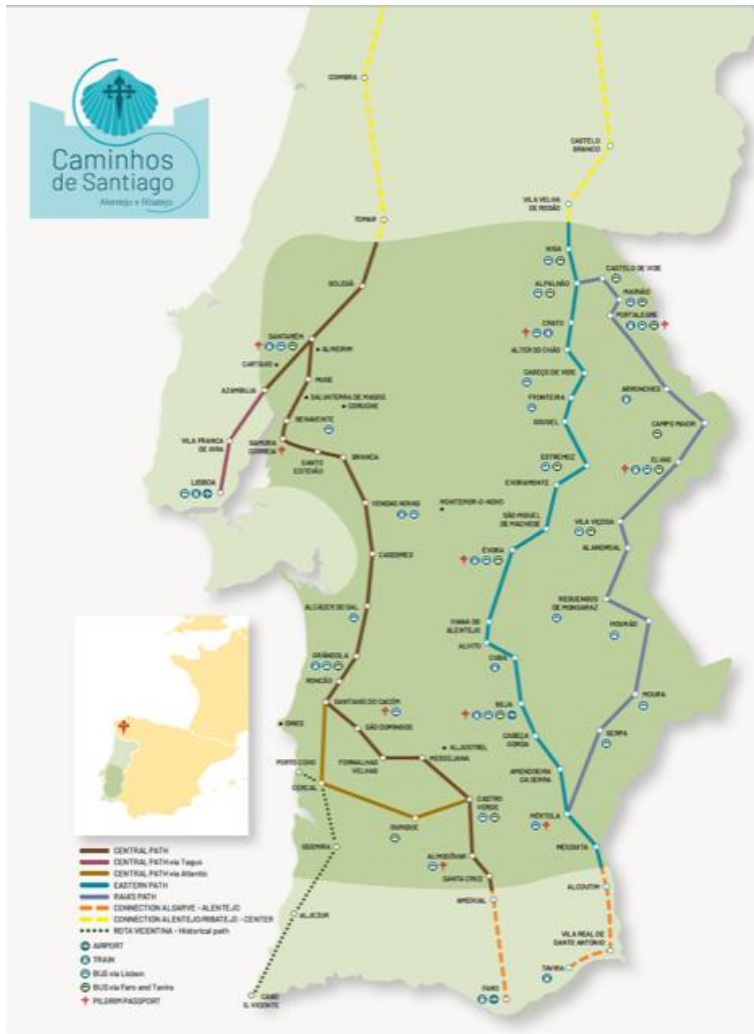 Caminhos
de Santiago
Alentejo e Ribatejo
COIMBRA
CASTELO
BRANCO
VILA VELHA
DE RODÃO
TOMAR
NISA
GOLEGÃ
ALPALHÃO
CASTELO DE VIDE
MARVÃO
PORTALEGRE
CRATO
SANTARÉM
ALMEIRIM
ALTER DO CHÃO
CARTAXO
CABEÇO DE VIDE
MUGE
AZAMBUJA
SALVATERRA DE MAGOS
CORUCHE
FRONTEIRA
ARRONCHES
BENAVENTE
SOUSEL
CAMPO MAIOR
VILA FRANCA
DE XIRA
SAMORA
CORREIA
SANTO
ESTEVÃO
BRANCA
ESTREMOZ
ELVAS
LISBOA
EVORAMONTE
VENDAS NOVAS
MONTEMOR-O-NOVO
SÃO MIGUEL
DE MACHEDE
VILA VIÇOSA
ALANDROAL
CABRELA
ÉVORA
ALCÁCER DO SAL
REGUENGOS
DE MONSARAZ
MOURÃO
VIANA DO
ALENTEJO
ALVITO
GRÂNDOLA
CUBA
RONCÃO
SANTIAGO DO CACÉM
BEJA
MOURA
SINES
SÃO DOMINGOS
CABEÇA
GORDA
SERPA
ALJUSTREL
PORTO COVO
FORNALHAS
VELHAS
MESSEJANA
AMENDOEIRA
DA SERRA
CERCAL
CASTRO
VERDE
MÉRTOLA
OURIQUE
ODEMIRA
MESQUITA
ALMODÔVAR
SANTA CRUZ
ALCOUTIM
AMEIXIAL
ALJEZUR
VILA REAL DE
SANTO ANTÓNIO
TAVIRA
CABO
S. VICENTE
FARO
CENTRAL PATH
CENTRAL PATH via Tagus
CENTRAL PATH via Atlantic
EASTERN PATH
RAIAS PATH
CONNECTION ALGARVE - ALENTEJO
CONNECTION ALENTEJO/RIBATEJO - CENTER
ROTA VICENTINA - Historical path
AIRPORT
TRAIN
BUS via Lisbon
BUS via Faro and Tavira
PILGRIM PASSPORT